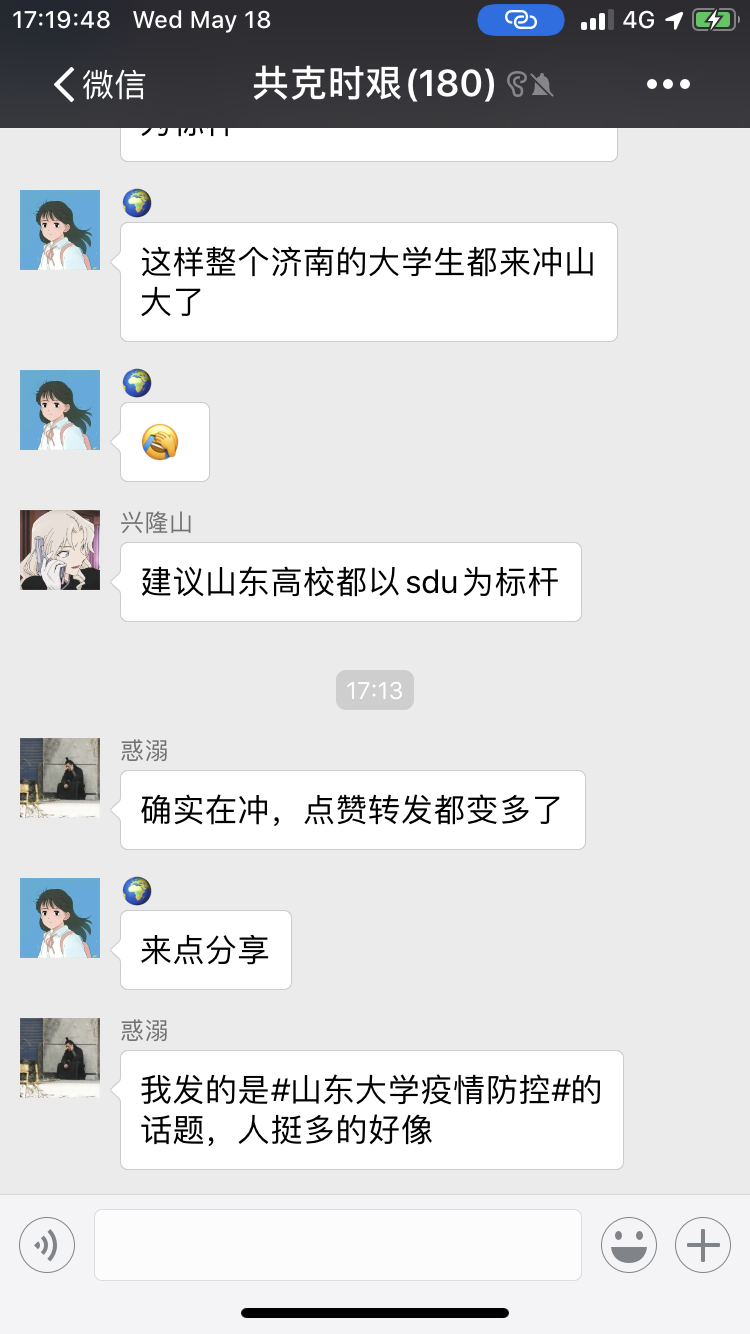 17:19:48 Wed May 18 4G
微信 共克时艰(180)
为标杆
这样整个济南的大学生都来冲山
大了
兴隆山
建议山东高校都以sdu为标杆
17:13
惑溺
确实在冲，点赞转发都变多了
来点分享
惑溺
我发的是#山东大学疫情防控#的
话题，人挺多的好像